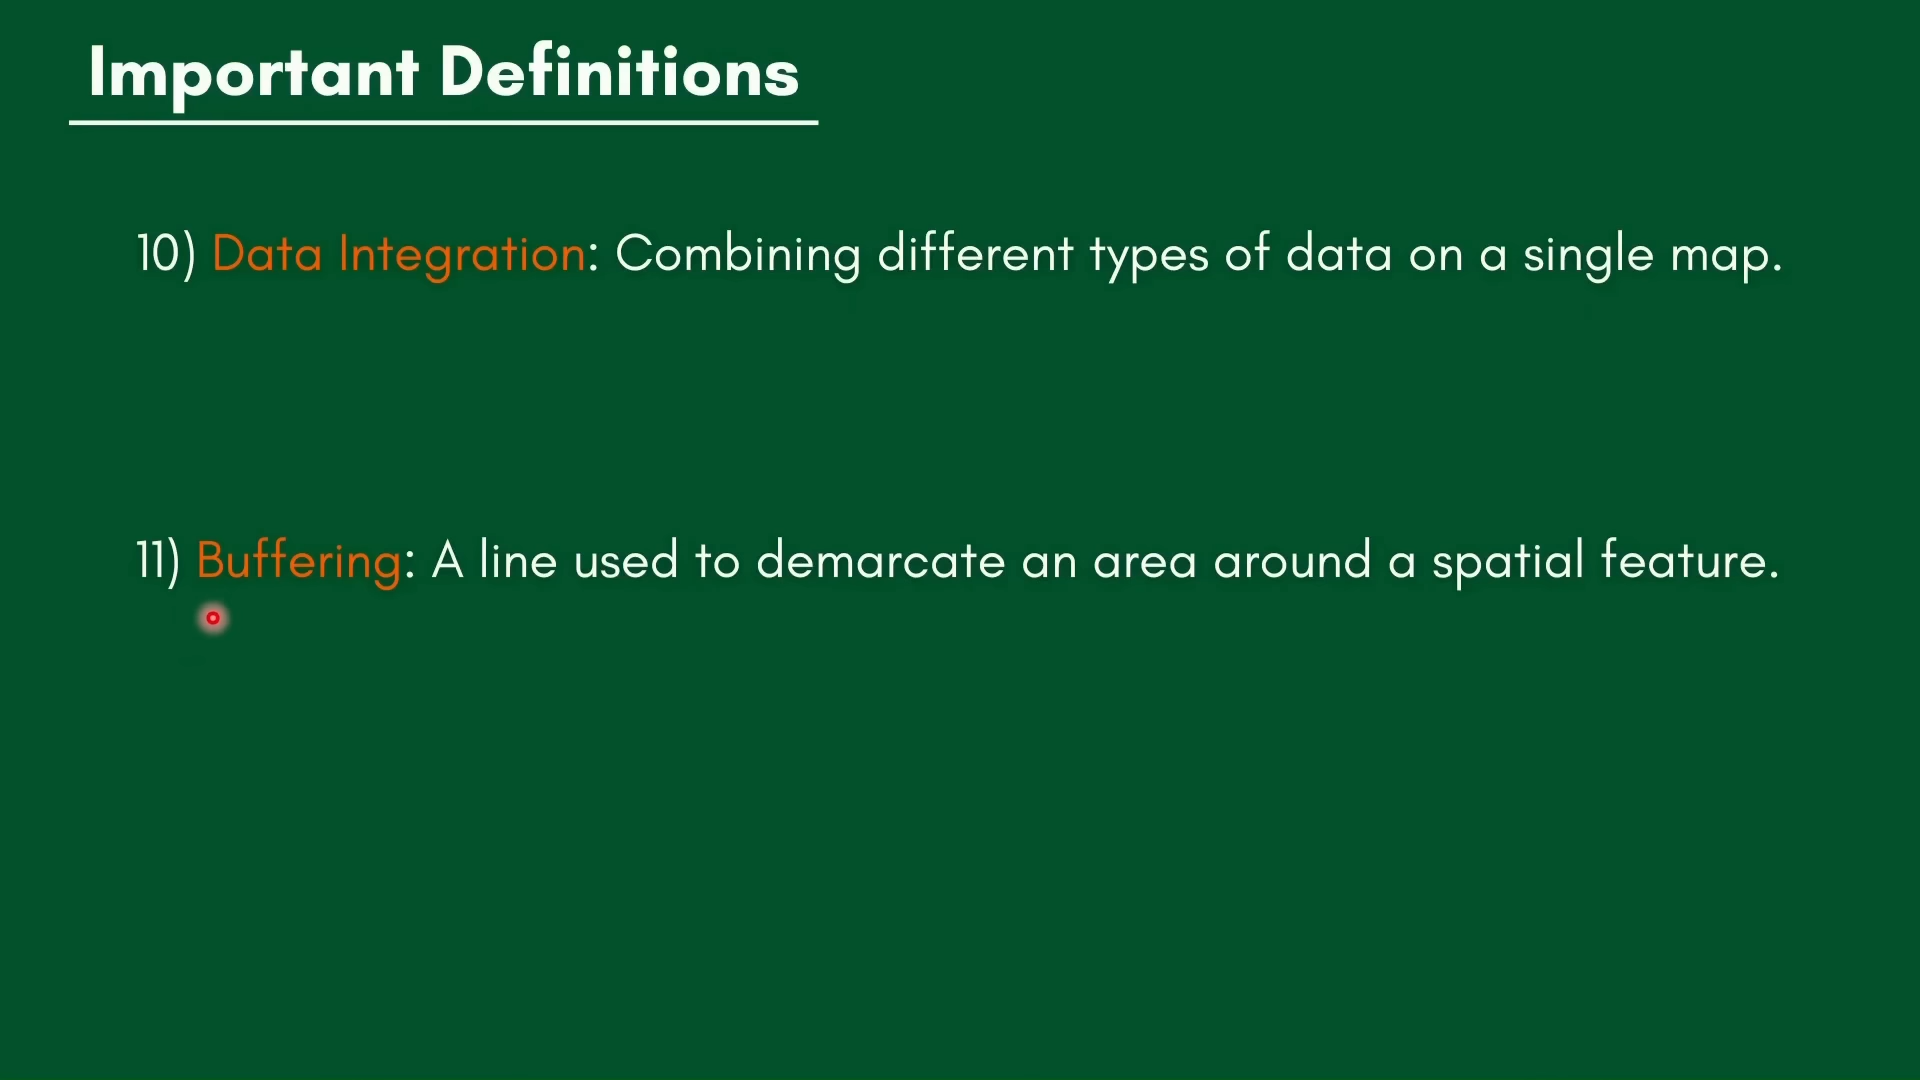 Important Definitions
10) Data Integration: Combining different types of data on a single map.
11) Buffering: A line used to demarcate an area around a spatial feature.